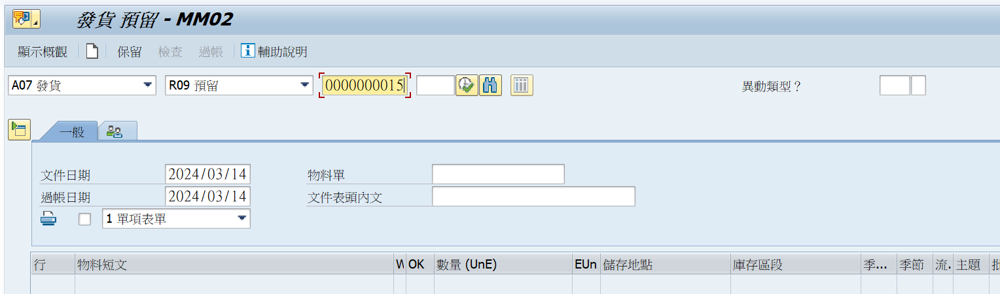 發貨 預留 - MM02
顯示概觀 保留 檢查 過帳 輔助說明
A07 發貨 R09 預留 0000000015 異動類型？
一般
文件日期 2024/03/14 物料單
過帳日期 2024/03/14 文件表頭內文
1 單項表單
行 物料短文 OK 數量 (UnE) EUn 儲存地點 庫存區段 季... 季節 流. 主題